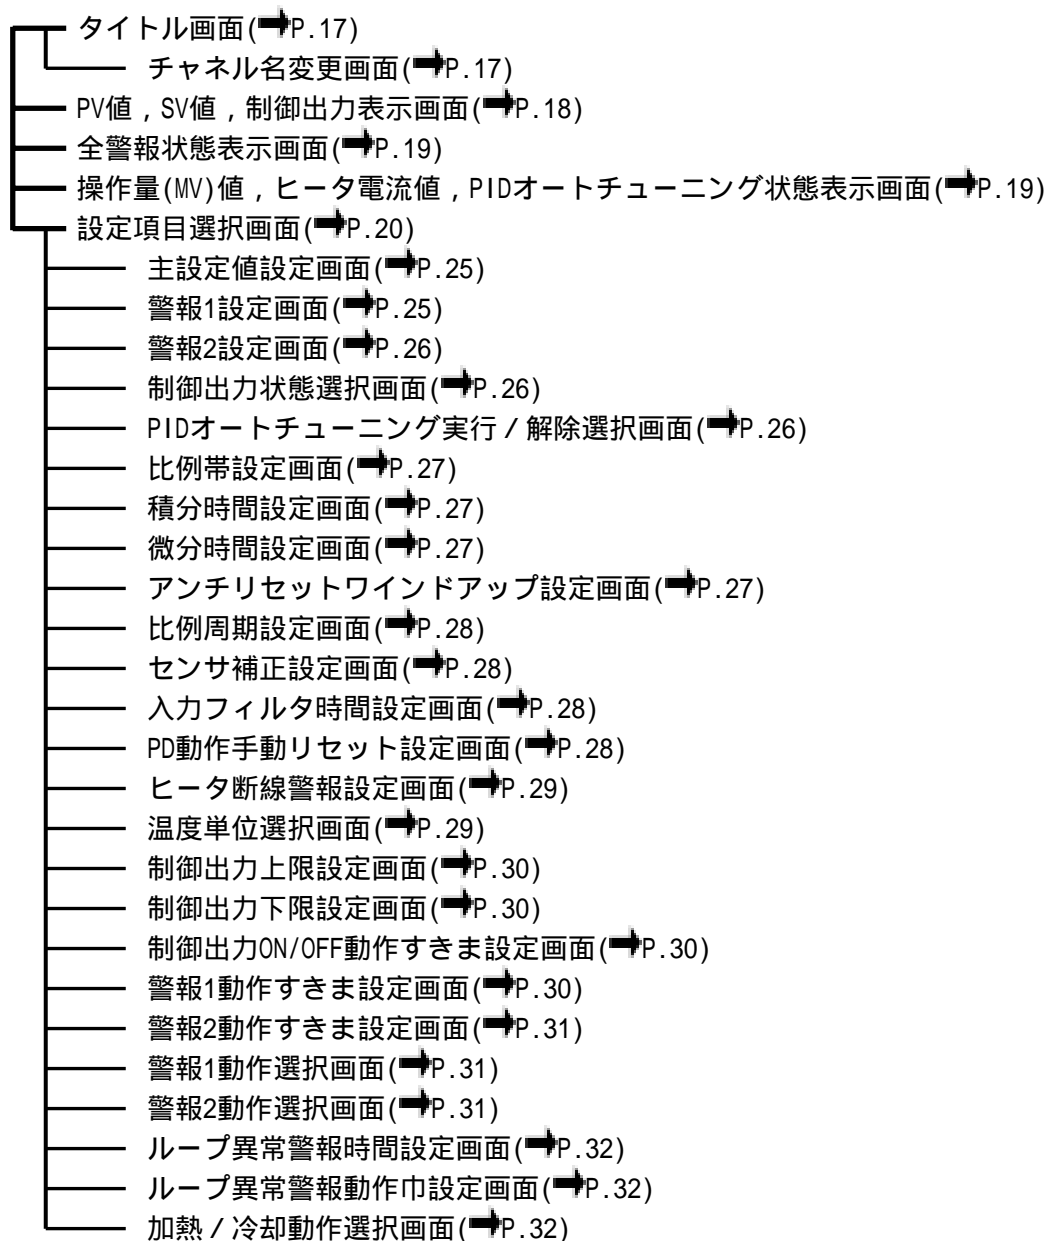 タイトル画面(➡P.17)
チャネル名変更画面(➡P.17)
PV値，SV値，制御出力表示画面(➡P.18)
全警報状態表示画面(➡P.19)
操作量(MV)値，ヒータ電流値，PIDオートチューニング状態表示画面(➡P.19)
設定項目選択画面(➡P.20)
主設定値設定画面(➡P.25)
警報1設定画面(➡P.25)
警報2設定画面(➡P.26)
制御出力状態選択画面(➡P.26)
PIDオートチューニング実行／解除選択画面(➡P.26)
比例帯設定画面(➡P.27)
積分時間設定画面(➡P.27)
微分時間設定画面(➡P.27)
アンチリセットワインドアップ設定画面(➡P.27)
比例周期設定画面(➡P.28)
センサ補正設定画面(➡P.28)
入力フィルタ時間設定画面(➡P.28)
PD動作手動リセット設定画面(➡P.28)
ヒータ断線警報設定画面(➡P.29)
温度単位選択画面(➡P.29)
制御出力上限設定画面(➡P.30)
制御出力下限設定画面(➡P.30)
制御出力ON/OFF動作すきま設定画面(➡P.30)
警報1動作すきま設定画面(➡P.30)
警報2動作すきま設定画面(➡P.31)
警報1動作選択画面(➡P.31)
警報2動作選択画面(➡P.31)
ループ異常警報時間設定画面(➡P.32)
ループ異常警報動作巾設定画面(➡P.32)
加熱／冷却動作選択画面(➡P.32)